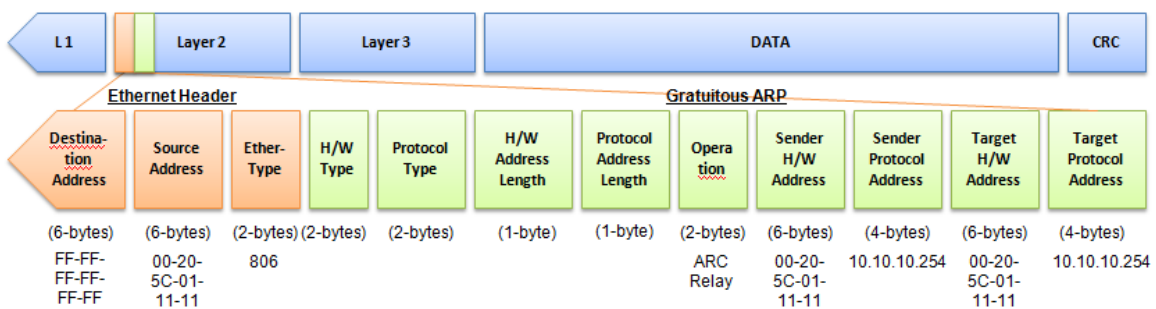 L 1 Layer 2 Layer 3 DATA CRC
Ethernet Header Gratuitous ARP
Destina-
tion
Address
Source
Address
Ether-
Type
H/W
Type
Protocol
Type
H/W
Address
Length
Protocol
Address
Length
Opera
tion
Sender
H/W
Address
Sender
Protocol
Address
Target
H/W
Address
Target
Protocol
Address
(6-bytes) (6-bytes) (2-bytes) (2-bytes) (2-bytes) (1-byte) (1-byte) (2-bytes) (6-bytes) (4-bytes) (6-bytes) (4-bytes)
FF-FF-
FF-FF-
FF-FF
00-20-
5C-01-
11-11
806
ARC
Relay
00-20-
5C-01-
11-11
10.10.10.254
00-20-
5C-01-
11-11
10.10.10.254